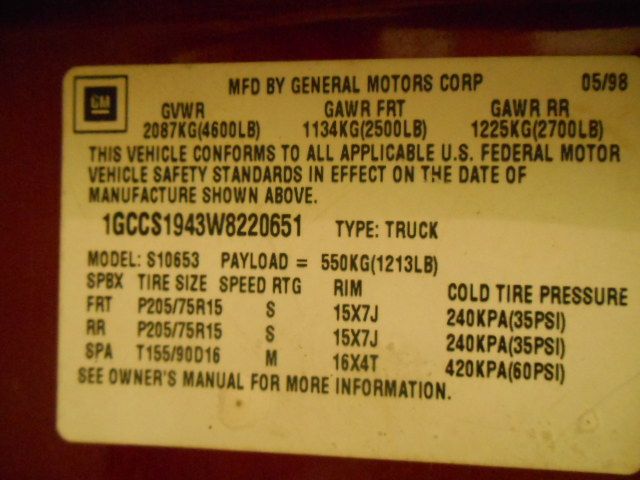 GM
MFD BY GENERAL MOTORS CORP 05/98
GVWR GAWR FRT GAWR RR
2087KG(4600LB) 1134KG(2500LB) 1225KG(2700LB)
THIS VEHICLE CONFORMS TO ALL APPLICABLE U.S. FEDERAL MOTOR
VEHICLE SAFETY STANDARDS IN EFFECT ON THE DATE OF
MANUFACTURE SHOWN ABOVE.
1GCCS1943W8220651 TYPE: TRUCK
MODEL: S10653 PAYLOAD = 550KG(1213LB)
SPBX TIRE SIZE SPEED RTG RIM COLD TIRE PRESSURE
FRT P205/75R15 S 15X7J 240KPA(35PSI)
RR P205/75R15 S 15X7J 240KPA(35PSI)
SPA T155/90D16 M 16X4T 420KPA(60PSI)
SEE OWNER'S MANUAL FOR MORE INFORMATION.